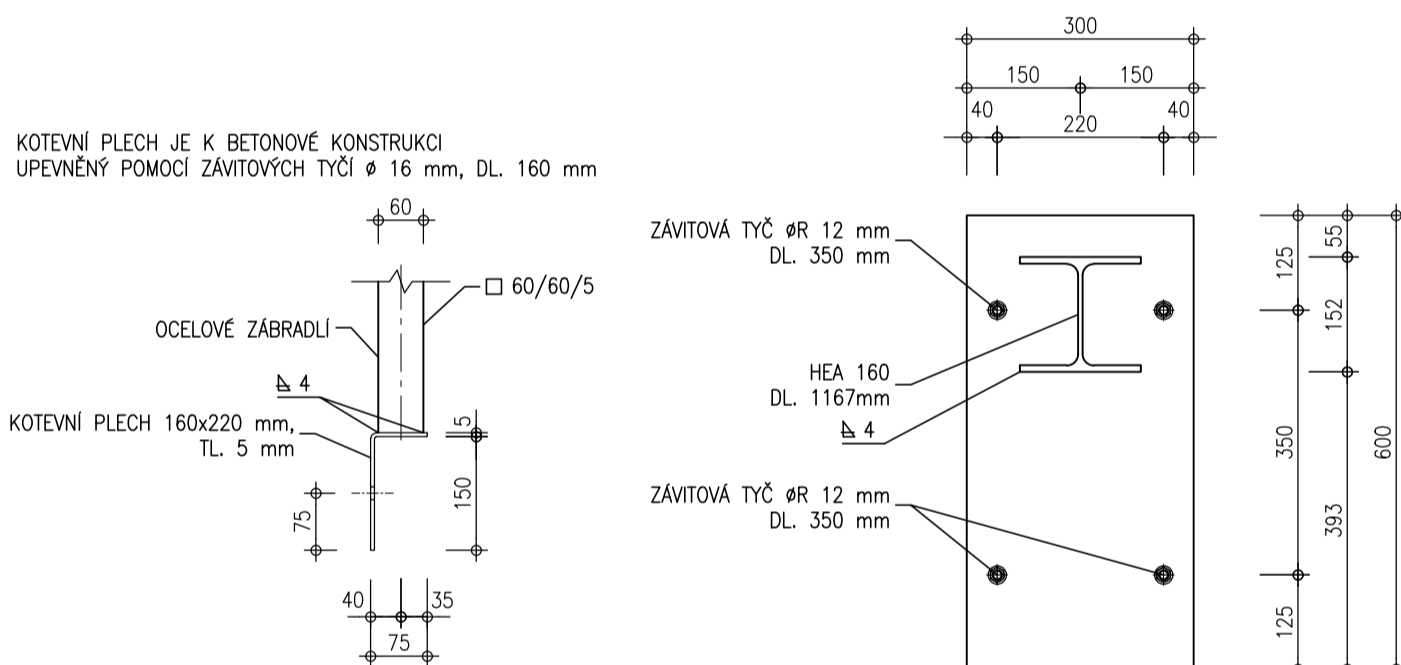 KOTEVNÍ PLECH JE K BETONOVÉ KONSTRUKCI
UPEVNĚNÝ POMOCÍ ZÁVITOVÝCH TYČÍ ø 16 mm, DL. 160 mm
60
□ 60/60/5
OCELOVÉ ZÁBRADLÍ
4
KOTEVNÍ PLECH 160x220 mm,
TL. 5 mm
5
150
75
40
35
75
300
150
150
40
220
40
ZÁVITOVÁ TYČ øR 12 mm
DL. 350 mm
HEA 160
DL. 1167mm
4
ZÁVITOVÁ TYČ øR 12 mm
DL. 350 mm
125
55
152
350
393
600
125